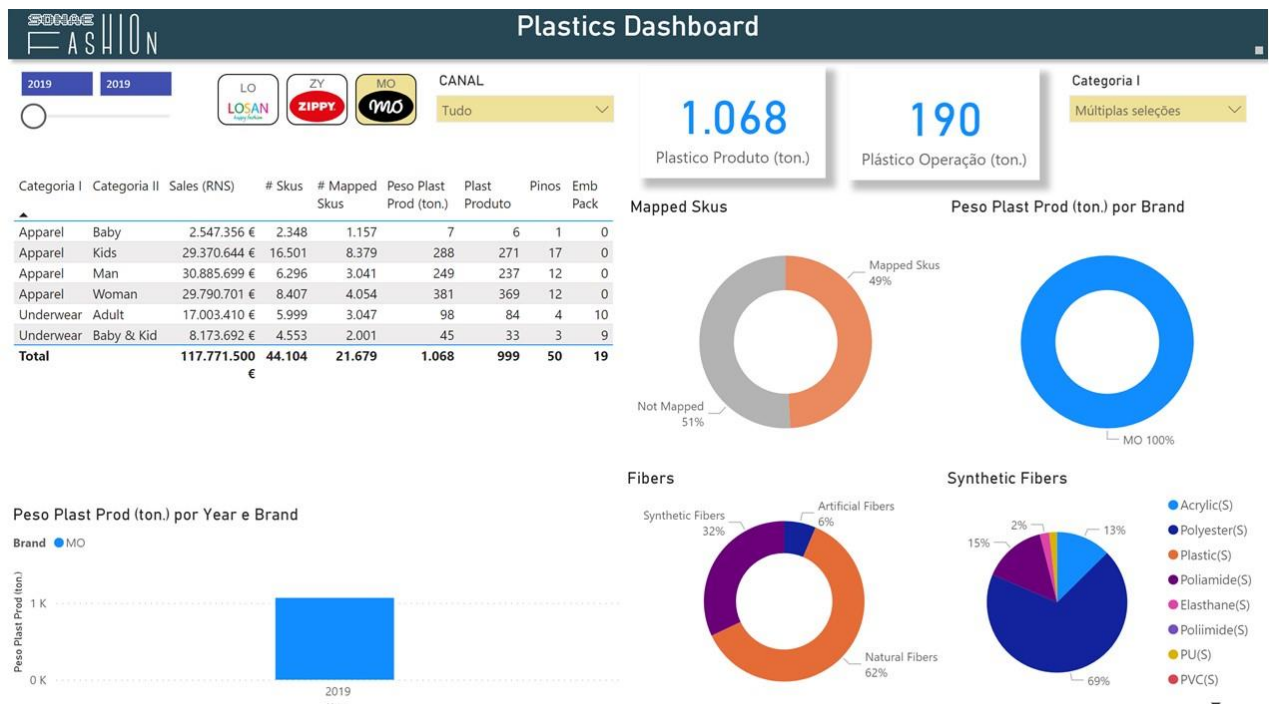 SONAE
FASHION
Plastics Dashboard
2019 2019
LO
LOSAN
happy fashion
ZY
ZIPPY
MO
MO
CANAL
Tudo
1.068
Plastico Produto (ton.)
190
Plástico Operação (ton.)
Categoria I
Múltiplas seleções
Categoria I Categoria II Sales (RNS) # Skus # Mapped Skus Peso Plast Prod (ton.) Plast Produto Pinos Emb Pack
Apparel Baby 2.547.356 € 2.348 1.157 7 6 1 0
Apparel Kids 29.370.644 € 16.501 8.379 288 271 17 0
Apparel Man 30.885.699 € 6.296 3.041 249 237 12 0
Apparel Woman 29.790.701 € 8.407 4.054 381 369 12 0
Underwear Adult 17.003.410 € 5.999 3.047 98 84 4 10
Underwear Baby & Kid 8.173.692 € 4.553 2.001 45 33 3 9
Total 117.771.500 € 44.104 21.679 1.068 999 50 19
Mapped Skus
Mapped Skus
49%
Not Mapped
51%
Peso Plast Prod (ton.) por Brand
MO 100%
Peso Plast Prod (ton.) por Year e Brand
Brand MO
Peso Plast Prod (ton.)
1 K
0 K
2019
Fibers
Synthetic Fibers
32%
Artificial Fibers
6%
Natural Fibers
62%
Synthetic Fibers
2%
13%
15%
69%
Acrylic(S)
Polyester(S)
Plastic(S)
Poliamide(S)
Elasthane(S)
Poliimide(S)
PU(S)
PVC(S)